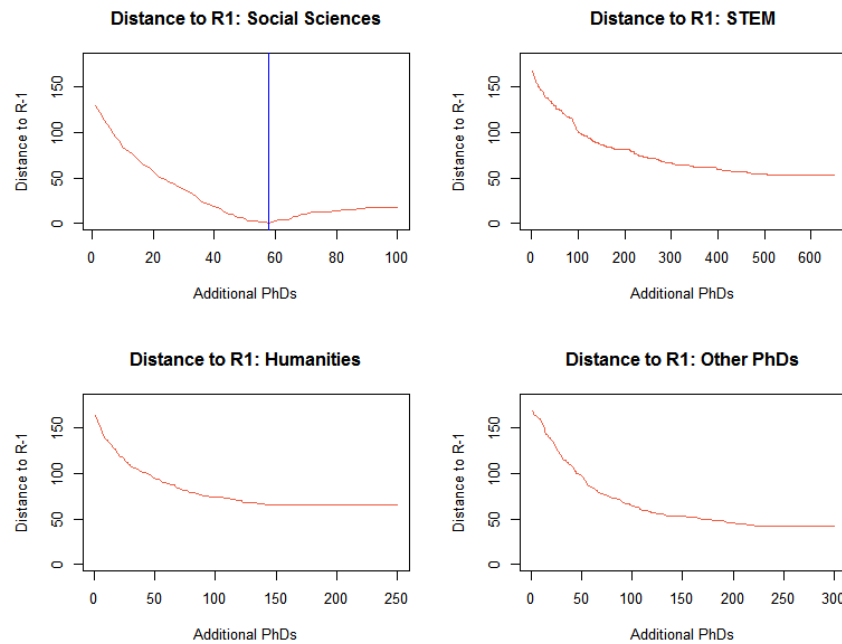 Distance to R1: Social Sciences
Distance to R-1
0 50 100 150
0 20 40 60 80 100
Additional PhDs
Distance to R1: STEM
Distance to R-1
0 50 100 150
0 100 200 300 400 500 600
Additional PhDs
Distance to R1: Humanities
Distance to R-1
0 50 100 150
0 50 100 150 200 250
Additional PhDs
Distance to R1: Other PhDs
Distance to R-1
0 50 100 150
0 50 100 150 200 250 300
Additional PhDs